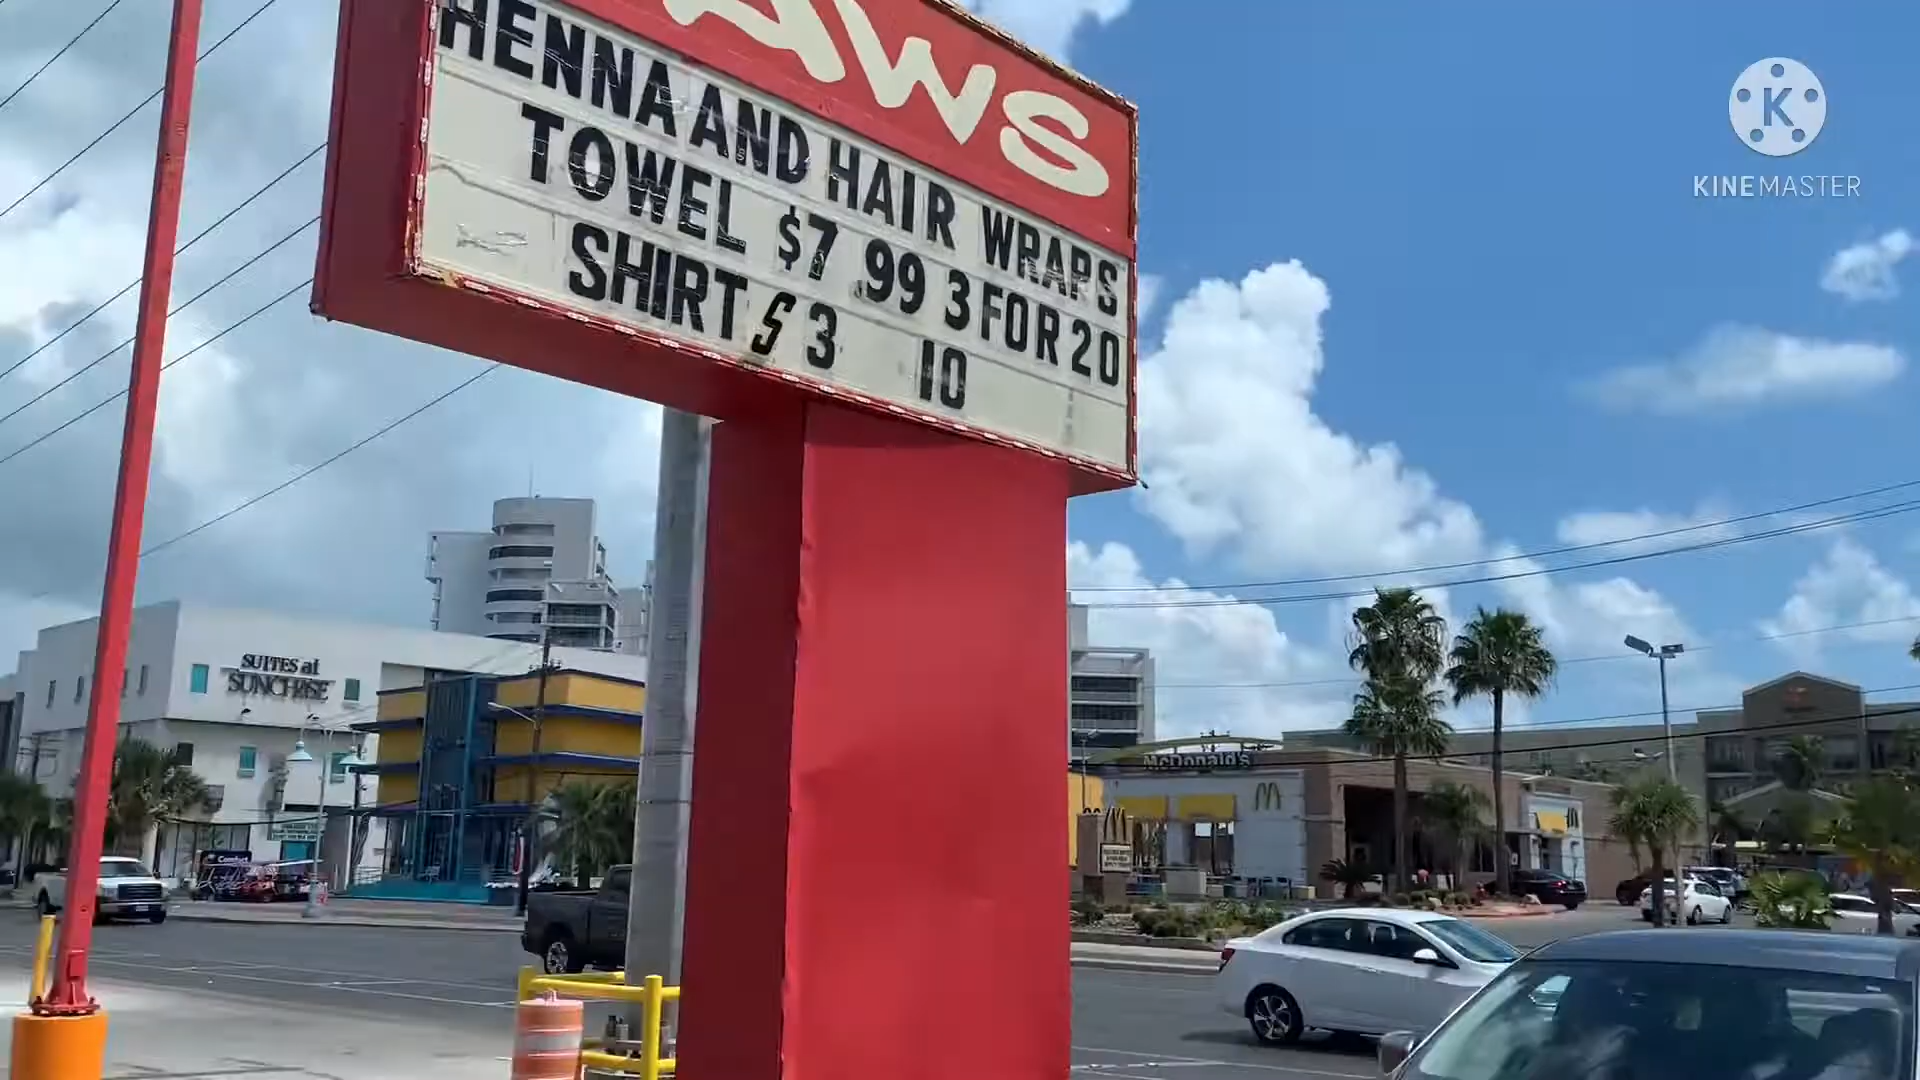 AWS
HENNA AND HAIR WRAPS
TOWEL $7.99 3 FOR 20
SHIRT $ 3 10
K
KINEMASTER
SUITES at
SUNCHASE
McDonald's
Comfort